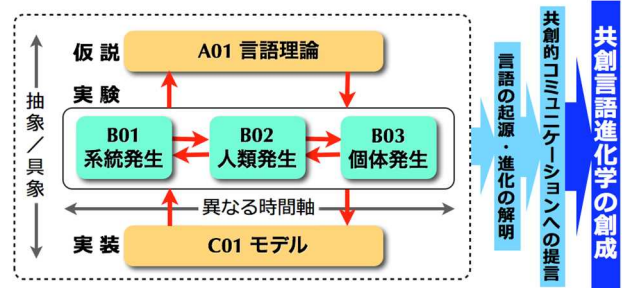 仮説
A01 言語理論
実験
B01
系統発生
B02
人類発生
B03
個体発生
異なる時間軸
実装
C01 モデル
抽象／具象
言語の起源・進化の解明
共創的コミュニケーションへの提言
共創言語進化学の創成